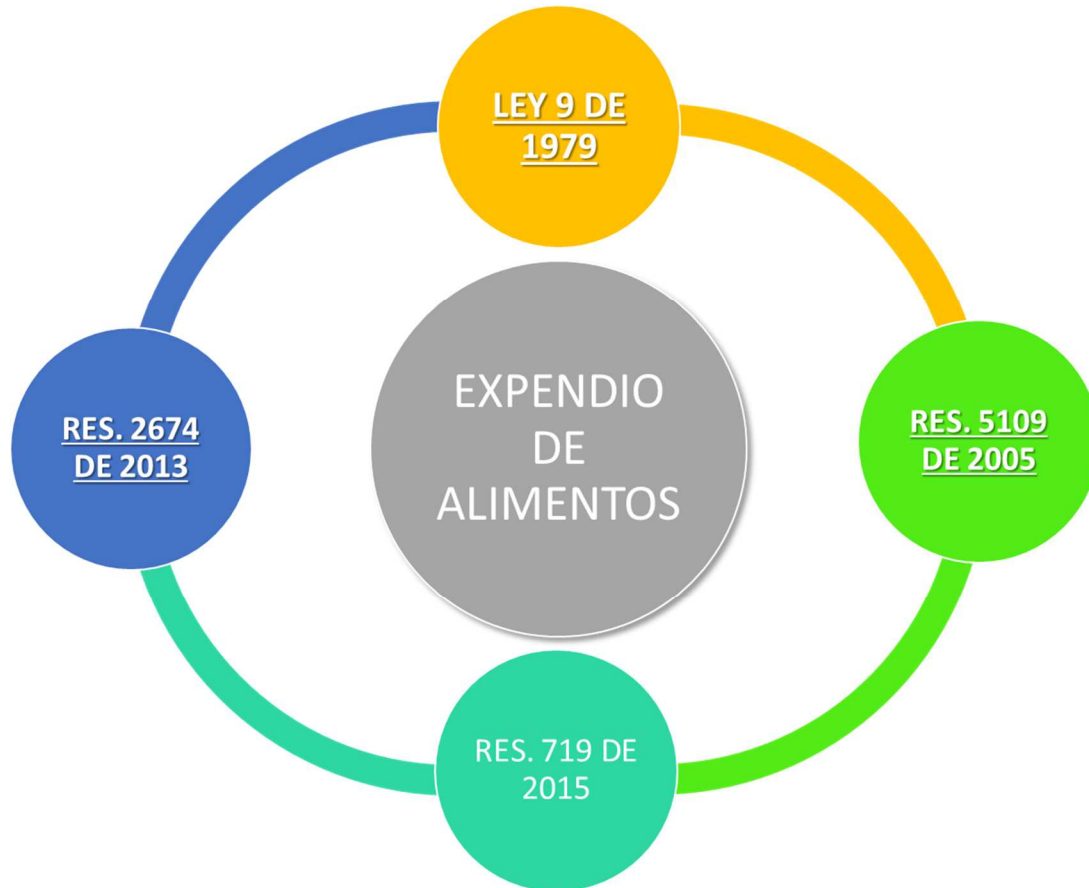 LEY 9 DE
1979
EXPENDIO
DE
ALIMENTOS
RES. 2674
DE 2013
RES. 5109
DE 2005
RES. 719 DE
2015